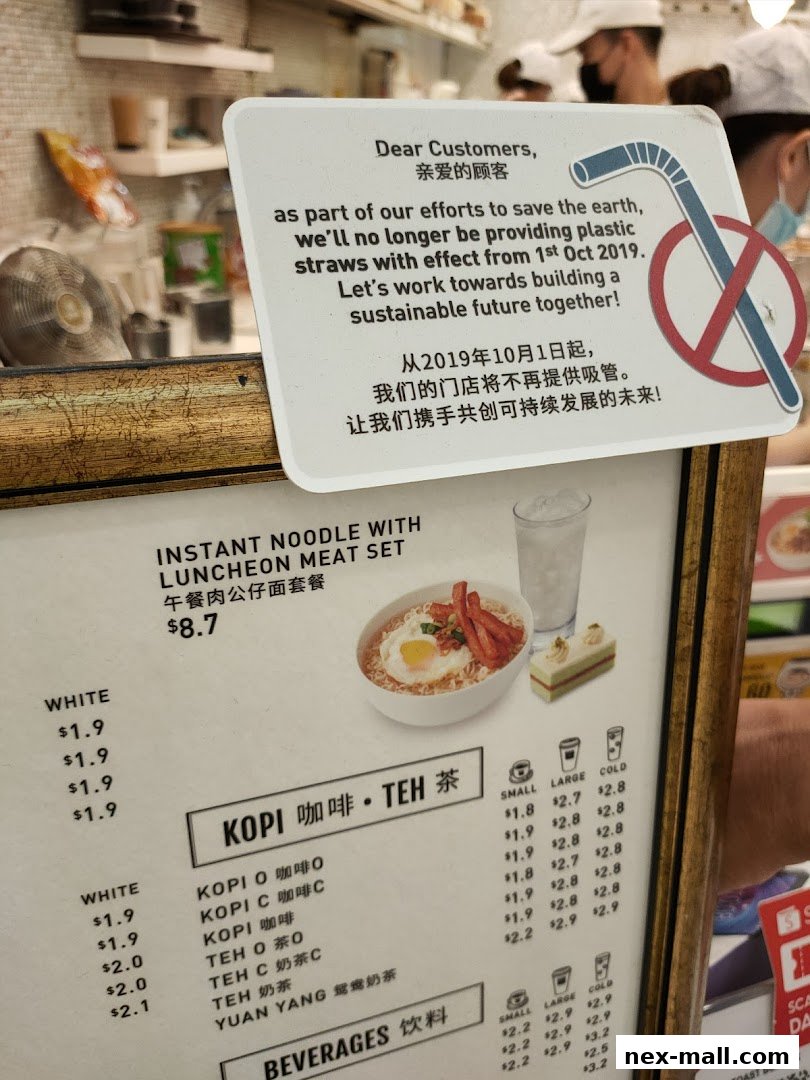 Dear Customers,
亲爱的顾客
as part of our efforts to save the earth,
we'll no longer be providing plastic
straws with effect from 1st Oct 2019.
Let's work towards building a
sustainable future together!
从2019年10月1日起，
我们的门店将不再提供吸管。
让我们携手共创可持续发展的未来!
INSTANT NOODLE WITH
LUNCHEON MEAT SET
午餐肉公仔面套餐
$8.7
WHITE
$1.9
$1.9
$1.9
$1.9
KOPI 咖啡 • TEH 茶
SMALL LARGE COLD
KOPI O 咖啡O $1.8 $2.7 $2.8
KOPI C 咖啡C $1.9 $2.8 $2.8
KOPI 咖啡 $1.9 $2.8 $2.8
TEH O 茶O $1.8 $2.7 $2.8
TEH C 奶茶C $1.9 $2.8 $2.8
TEH 奶茶 $1.9 $2.8 $2.8
YUAN YANG 鸳鸯奶茶 $2.2 $2.9 $2.9
WHITE
$1.9
$1.9
$2.0
$2.0
$2.1
BEVERAGES 饮料
SMALL LARGE COLD
$2.2 $2.9 $2.9
$2.2 $2.9 $2.9
$2.2 $2.9 $3.2
$2.5
$3.2
nex-mall.com